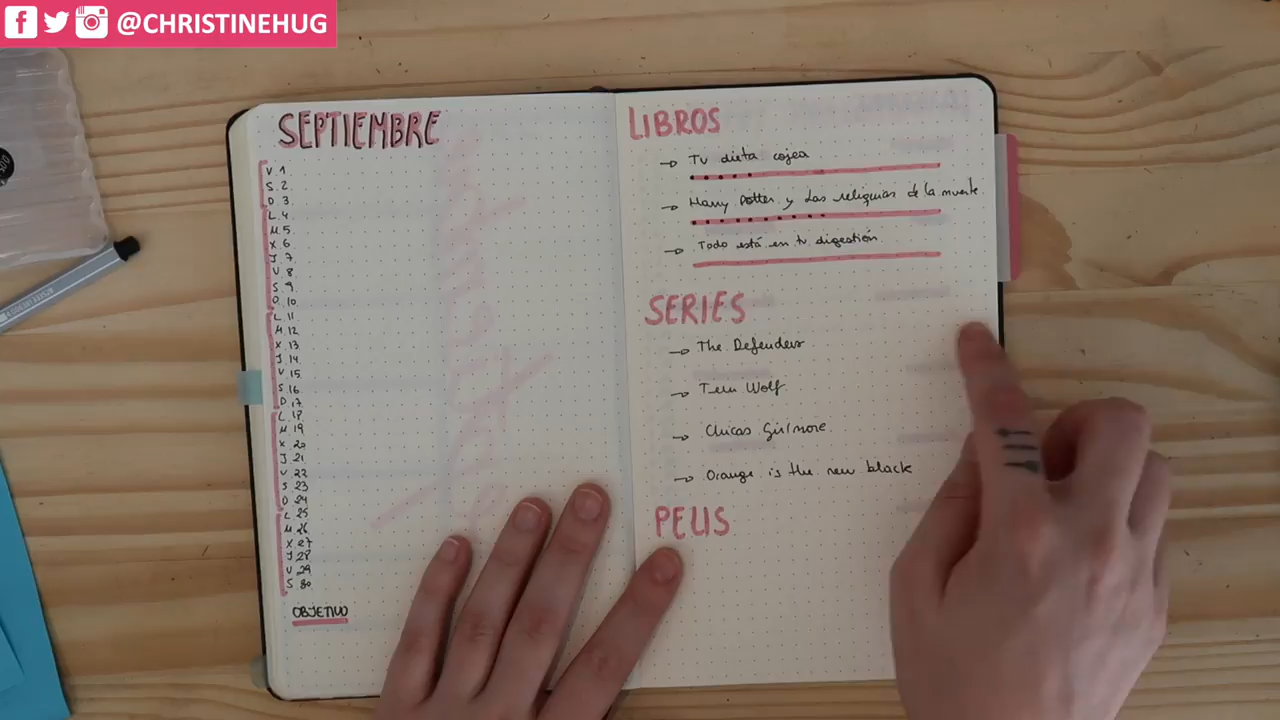 @CHRISTINEHUG
SEPTIEMBRE
V 1
S 2
D 3
L 4
M 5
X 6
J 7
V 8
S 9
D 10
L 11
M 12
X 13
J 14
V 15
S 16
D 17
L 18
M 19
X 20
J 21
V 22
S 23
D 24
L 25
M 26
X 27
J 28
V 29
S 30
OBJETIVO
LIBROS
→ Tu dieta cojea
→ Harry Potter y las reliquias de la muerte
→ Todo está en tu digestión
SERIES
→ The Defenders
→ Teen Wolf
→ Chicas Gilmore
→ Orange is the new black
PELIS